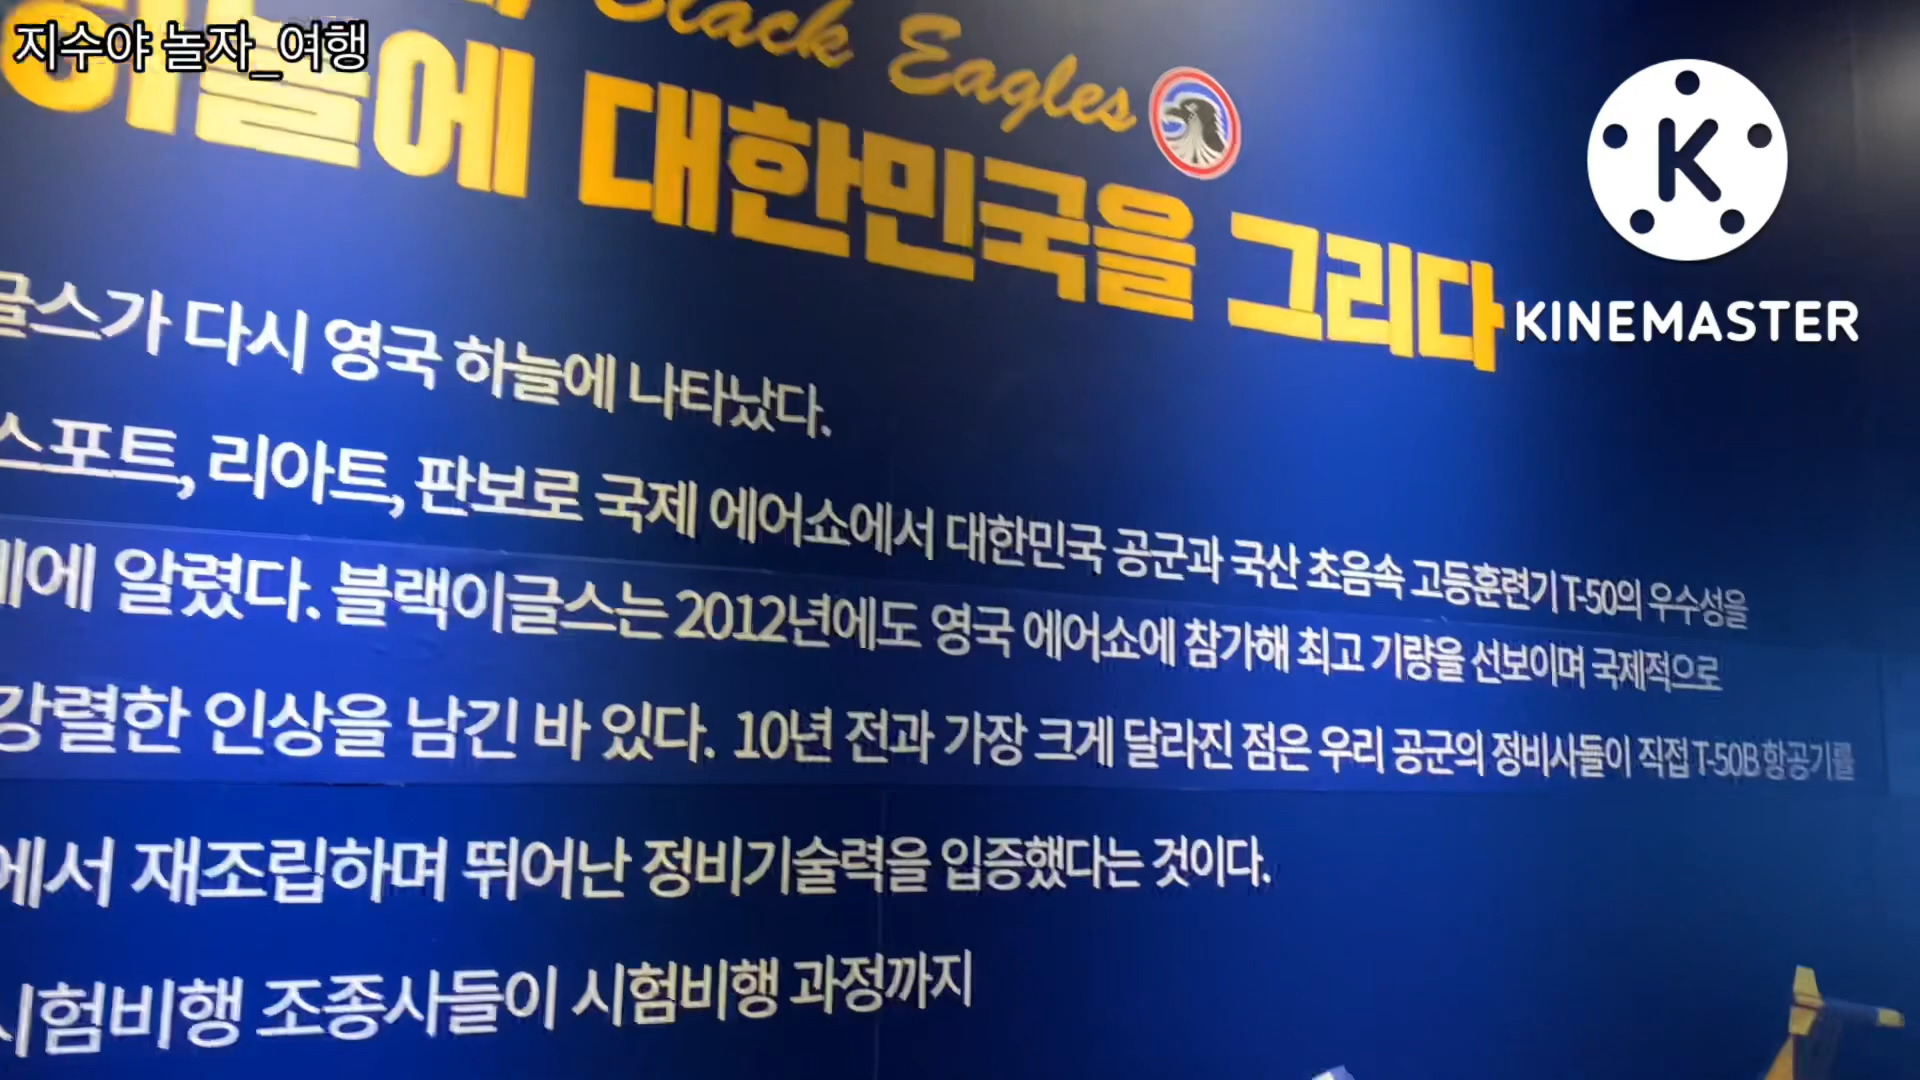 지수야 놀자_여행
Black Eagles
하늘에 대한민국을 그리다
K
KINEMASTER
글스가 다시 영국 하늘에 나타났다.
스포트, 리아트, 판보로 국제 에어쇼에서 대한민국 공군과 국산 초음속 고등훈련기 T-50의 우수성을
계에 알렸다. 블랙이글스는 2012년에도 영국 에어쇼에 참가해 최고 기량을 선보이며 국제적으로
강렬한 인상을 남긴 바 있다. 10년 전과 가장 크게 달라진 점은 우리 공군의 정비사들이 직접 T-50B 항공기를
에서 재조립하며 뛰어난 정비기술력을 입증했다는 것이다.
시험비행 조종사들이 시험비행 과정까지